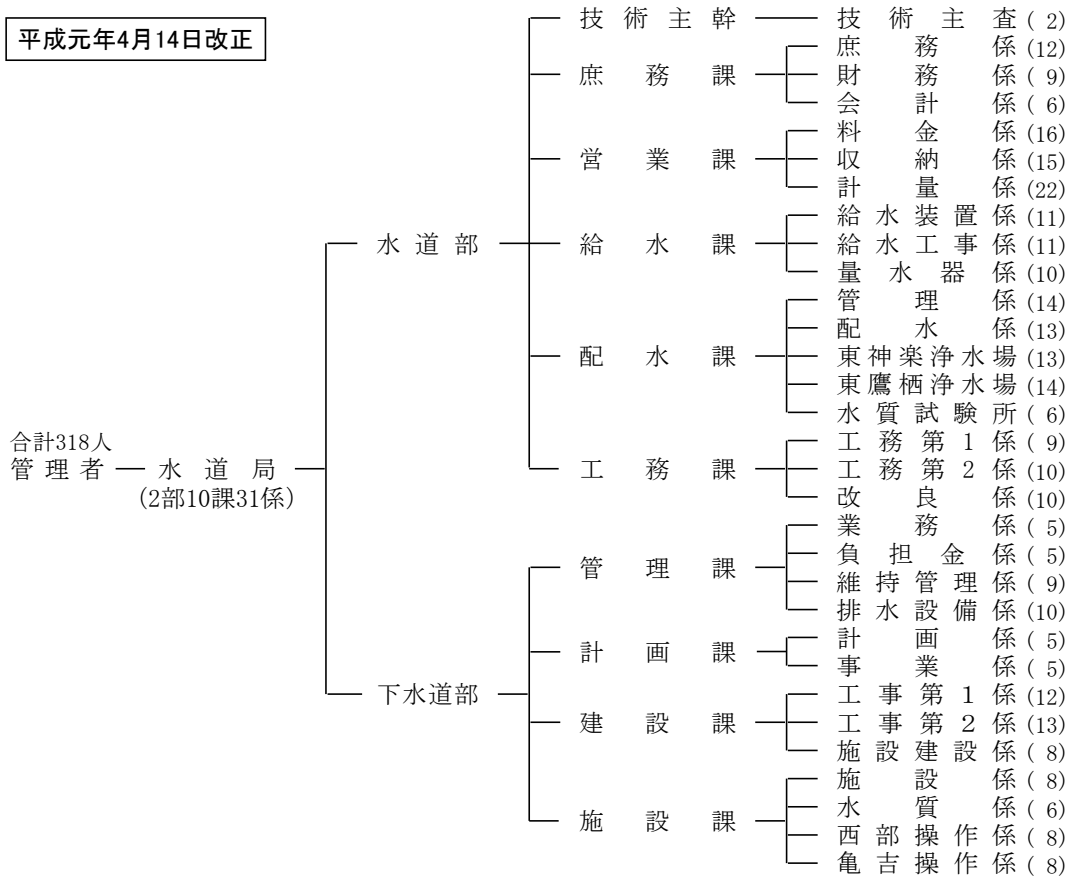 平成元年4月14日改正
合計318人
管理者
水道局
(2部10課31係)
水道部
技術主幹
技術主査( 2)
庶務課
庶務係(12)
財務係( 9)
会計係( 6)
営業課
料金係(16)
収納係(15)
計量係(22)
給水課
給水装置係(11)
給水工事係(11)
量水器係(10)
配水課
管理係(14)
配水係(13)
東神楽浄水場(13)
東鷹栖浄水場(14)
水質試験所( 6)
工務課
工務第1係( 9)
工務第2係(10)
改良係(10)
下水道部
管理課
業務係( 5)
負担金係( 5)
維持管理係( 9)
排水設備係(10)
計画課
計画係( 5)
事業係( 5)
建設課
工事第1係(12)
工事第2係(13)
施設建設係( 8)
施設課
施設係( 8)
水質係( 6)
西部操作係( 8)
亀吉操作係( 8)